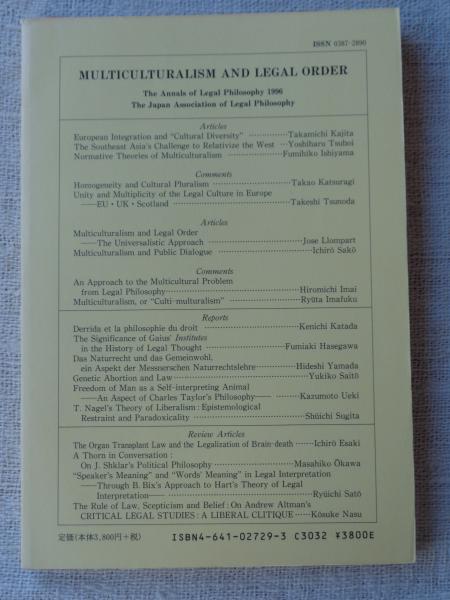 ISSN 0387-2890
MULTICULTURALISM AND LEGAL ORDER
The Annals of Legal Philosophy 1996
The Japan Association of Legal Philosophy
Articles
European Integration and “Cultural Diversity” ……………Takamichi Kajita
The Southeast Asia's Challenge to Relativize the West …Yoshiharu Tsuboi
Normative Theories of Multiculturalism ………………Fumihiko Ishiyama
Comments
Homogeneity and Cultural Pluralism ………………………Takao Katsuragi
Unity and Multiplicity of the Legal Culture in Europe
——EU・UK・Scotland ……………………………………Takeshi Tsunoda
Articles
Multiculturalism and Legal Order
——The Universalistic Approach ……………………………Jose Llompart
Multiculturalism and Public Dialogue ……………………………Ichirō Sakō
Comments
An Approach to the Multicultural Problem
from Legal Philosophy……………………………………Hiromichi Imai
Multiculturalism, or “Culti-multuralism” ………………………Ryūta Imafuku
Reports
Derrida et la philosophie du droit ……………………………Kenichi Katada
The Significance of Gaius' Institutes
in the History of Legal Thought ………………………Fumiaki Hasegawa
Das Naturrecht und das Gemeinwohl,
ein Aspekt der Messnerschen Naturrechtslehre…………Hideshi Yamada
Genetic Abortion and Law…………………………………………Yukiko Saitō
Freedom of Man as a Self-interpreting Animal
——An Aspect of Charles Taylor's Philosophy—— ………Kazumoto Ueki
T. Nagel's Theory of Liberalism: Epistemological
Restraint and Paradoxicality ……………………………Shūichi Sugita
Review Articles
The Organ Transplant Law and the Legalization of Brain-death ……Ichirō Esaki
A Thorn in Conversation :
On J. Shklar's Political Philosophy……………………Masahiko Ōkawa
“Speaker's Meaning” and “Words' Meaning” in Legal Interpretation
——Through B. Bix's Approach to Hart's Theory of Legal
Interpretation—— ………………………………………Ryūichi Satō
The Rule of Law, Scepticism and Belief : On Andrew Altman's
CRITICAL LEGAL STUDIES : A LIBERAL CLITIQUE ……Kōsuke Nasu
定価(本体3,800円+税) ISBN4-641-02729-3 C3032 ¥3800E